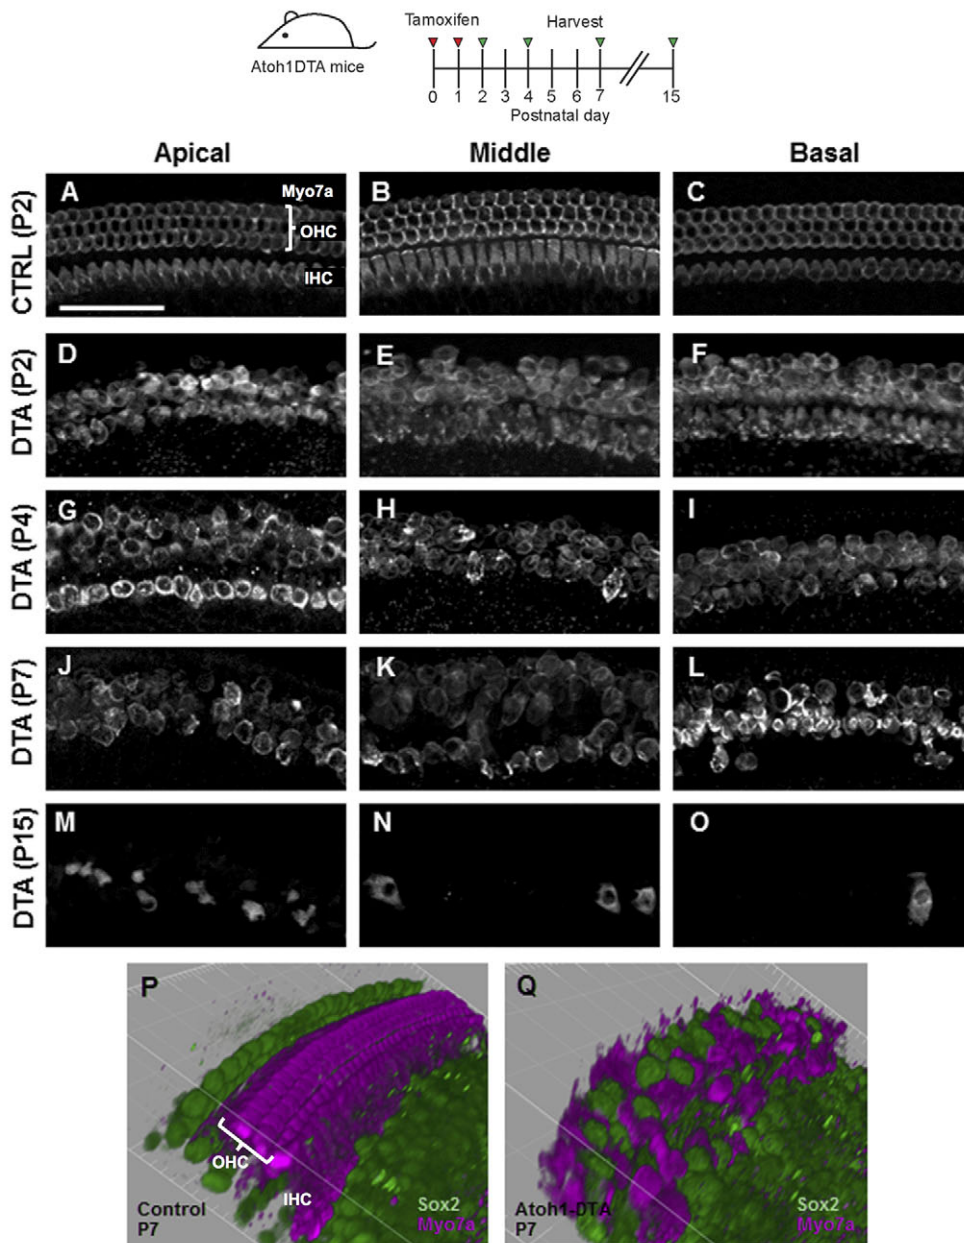 Tamoxifen Harvest
Atoh1DTA mice
0 1 2 3 4 5 6 7 15
Postnatal day
Apical Middle Basal
CTRL (P2)
A Myo7a
OHC
IHC
B
C
DTA (P2)
D
E
F
DTA (P4)
G
H
I
DTA (P7)
J
K
L
DTA (P15)
M
N
O
P
OHC
IHC
Control
P7
Sox2
Myo7a
Q
Atoh1-DTA
P7
Sox2
Myo7a